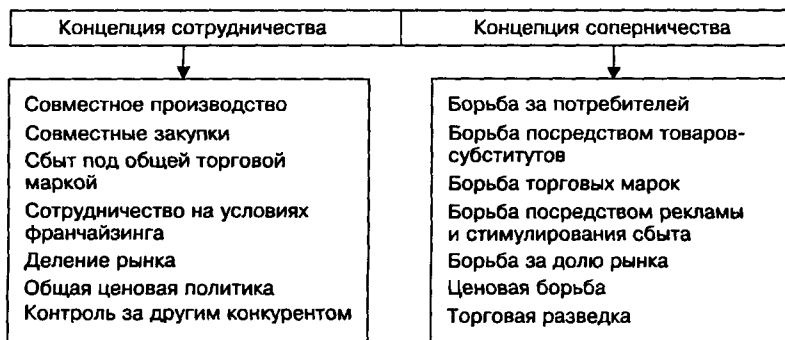 Концепция сотрудничества
Концепция соперничества
Совместное производство
Совместные закупки
Сбыт под общей торговой
маркой
Сотрудничество на условиях
франчайзинга
Деление рынка
Общая ценовая политика
Контроль за другим конкурентом
Борьба за потребителей
Борьба посредством товаров-
субститутов
Борьба торговых марок
Борьба посредством рекламы
и стимулирования сбыта
Борьба за долю рынка
Ценовая борьба
Торговая разведка